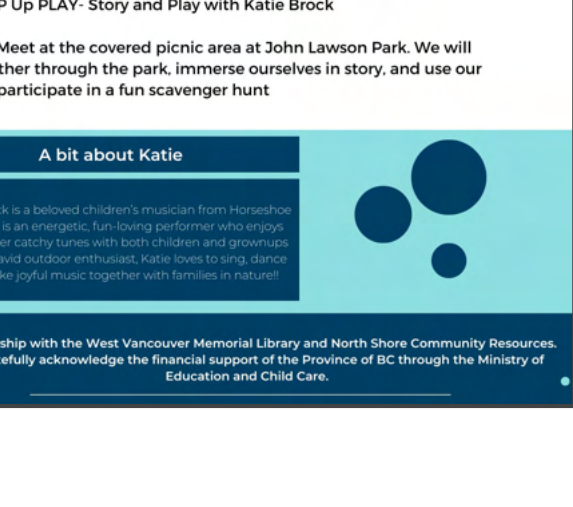 P Up PLAY- Story and Play with Katie Brock
Meet at the covered picnic area at John Lawson Park. We will
ther through the park, immerse ourselves in story, and use our
participate in a fun scavenger hunt
A bit about Katie
ck is a beloved children's musician from Horseshoe
is an energetic, fun-loving performer who enjoys
er catchy tunes with both children and grownups
avid outdoor enthusiast, Katie loves to sing, dance
ke joyful music together with families in nature!!
ship with the West Vancouver Memorial Library and North Shore Community Resources.
efully acknowledge the financial support of the Province of BC through the Ministry of
Education and Child Care.